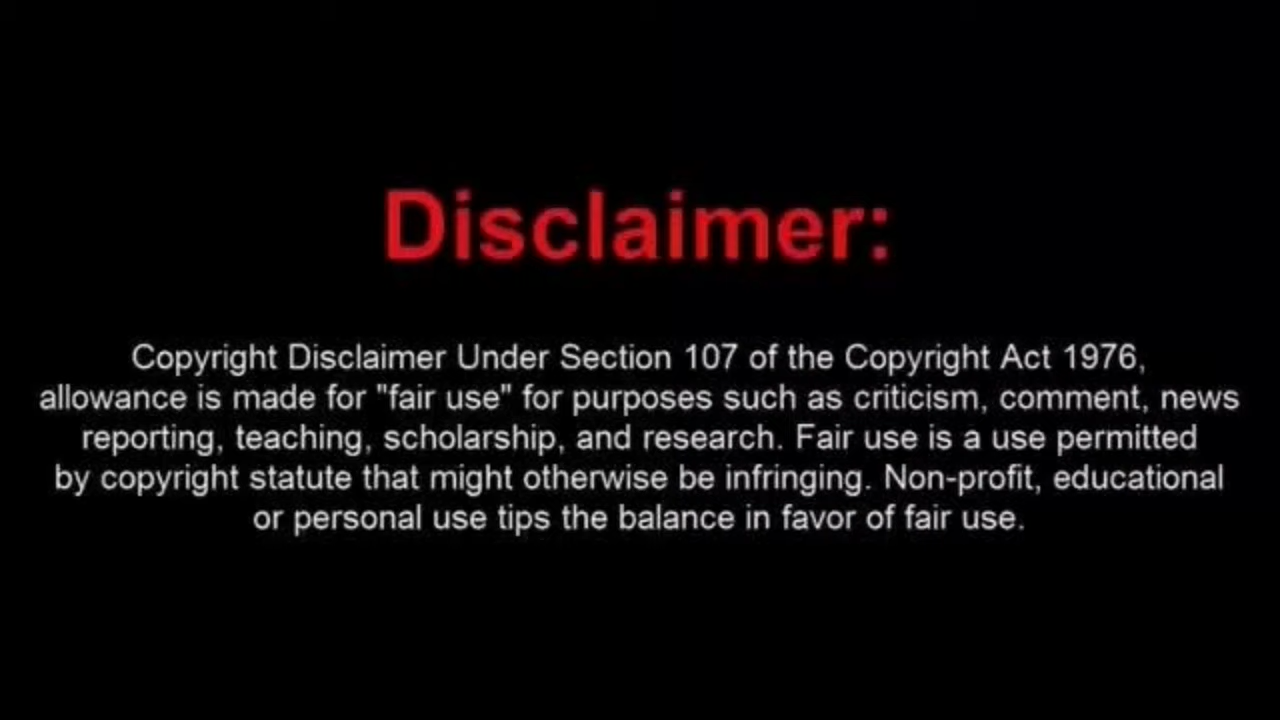 Disclaimer:
Copyright Disclaimer Under Section 107 of the Copyright Act 1976,
allowance is made for "fair use" for purposes such as criticism, comment, news
reporting, teaching, scholarship, and research. Fair use is a use permitted
by copyright statute that might otherwise be infringing. Non-profit, educational
or personal use tips the balance in favor of fair use.